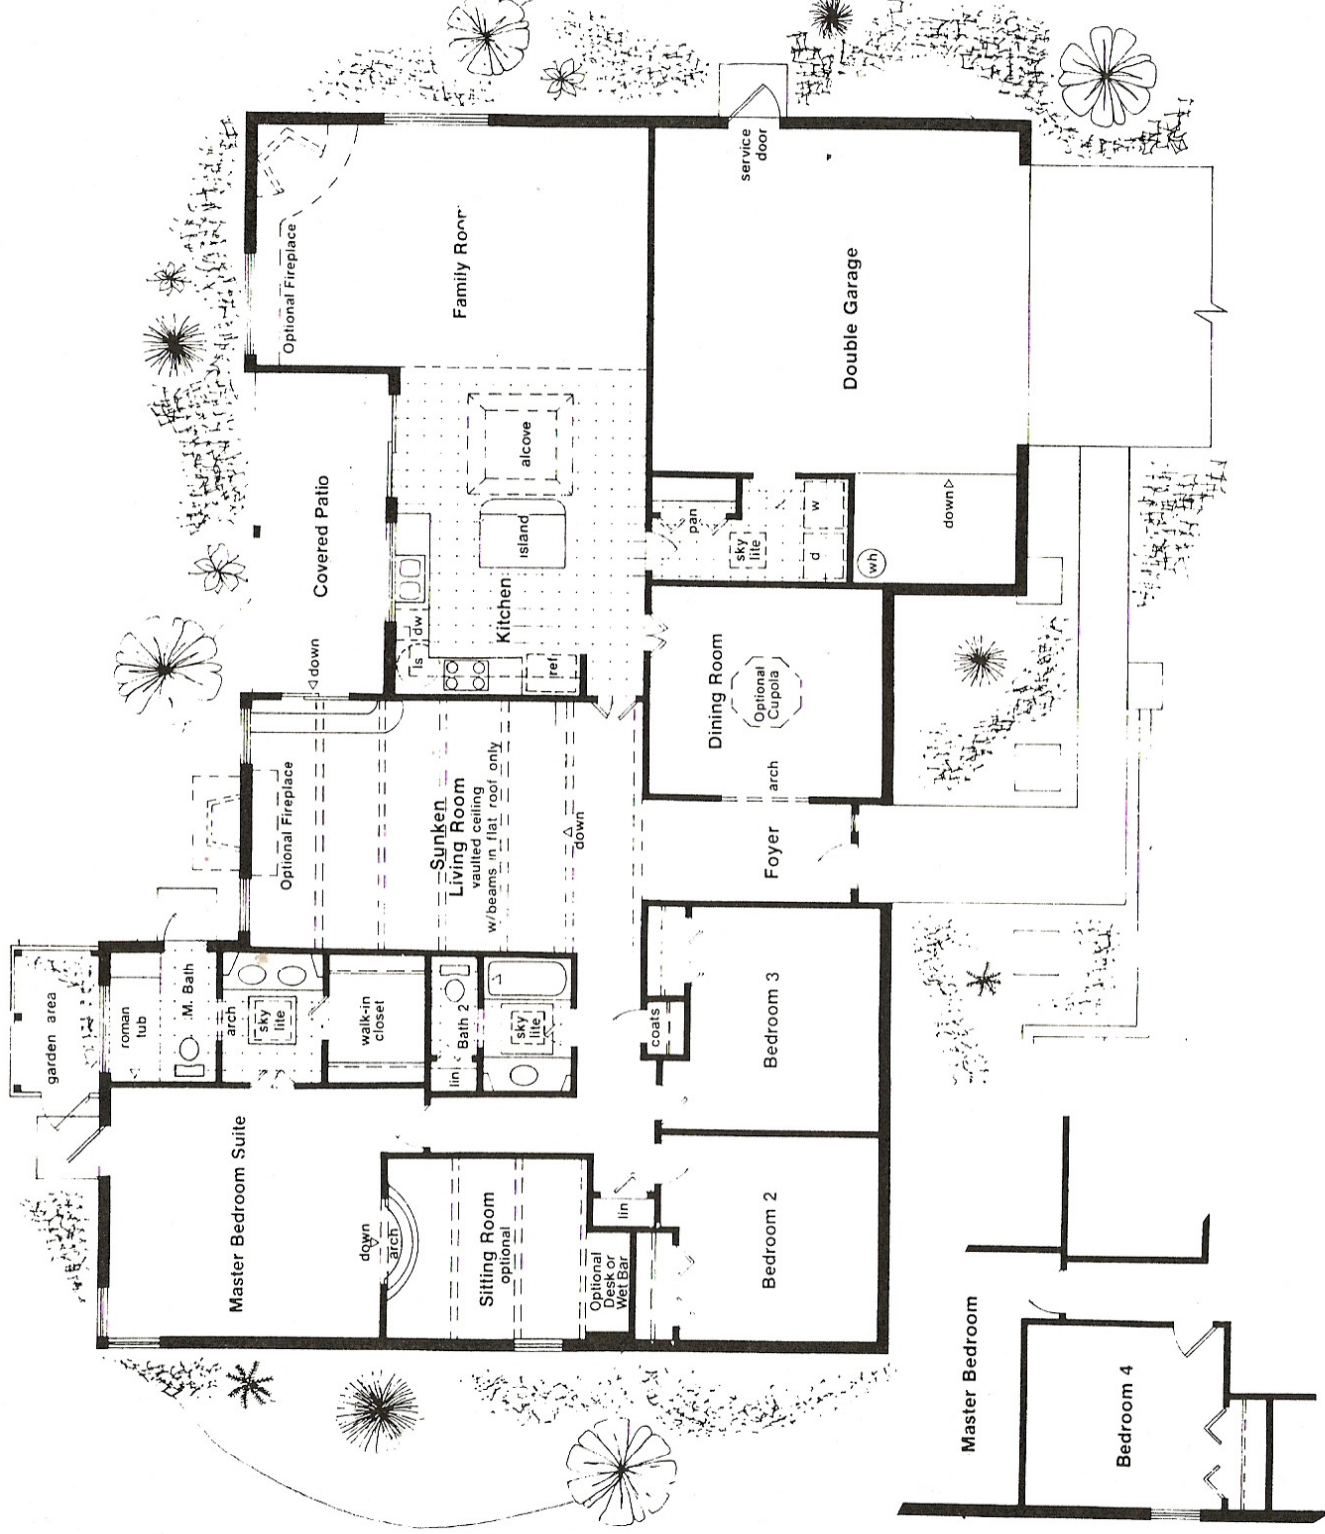 garden area
roman
tub
M. Bath
arch
sky
lite
walk-in
closet
lin
Bath 2
sky
lite
Master Bedroom Suite
down
arch
Sitting Room
optional
Optional
Desk or
Wet Bar
lin
Bedroom 2
Bedroom 3
coats
Optional Fireplace
Sunken
Living Room
vaulted ceiling
w/beams in flat roof only
down
Foyer
arch
Dining Room
Optional
Cupola
down
Covered Patio
Kitchen
is
dw
ref
island
alcove
Optional Fireplace
Family Room
pan
sky
lite
d
w
wh
down
Double Garage
service
door
Master Bedroom
Bedroom 4